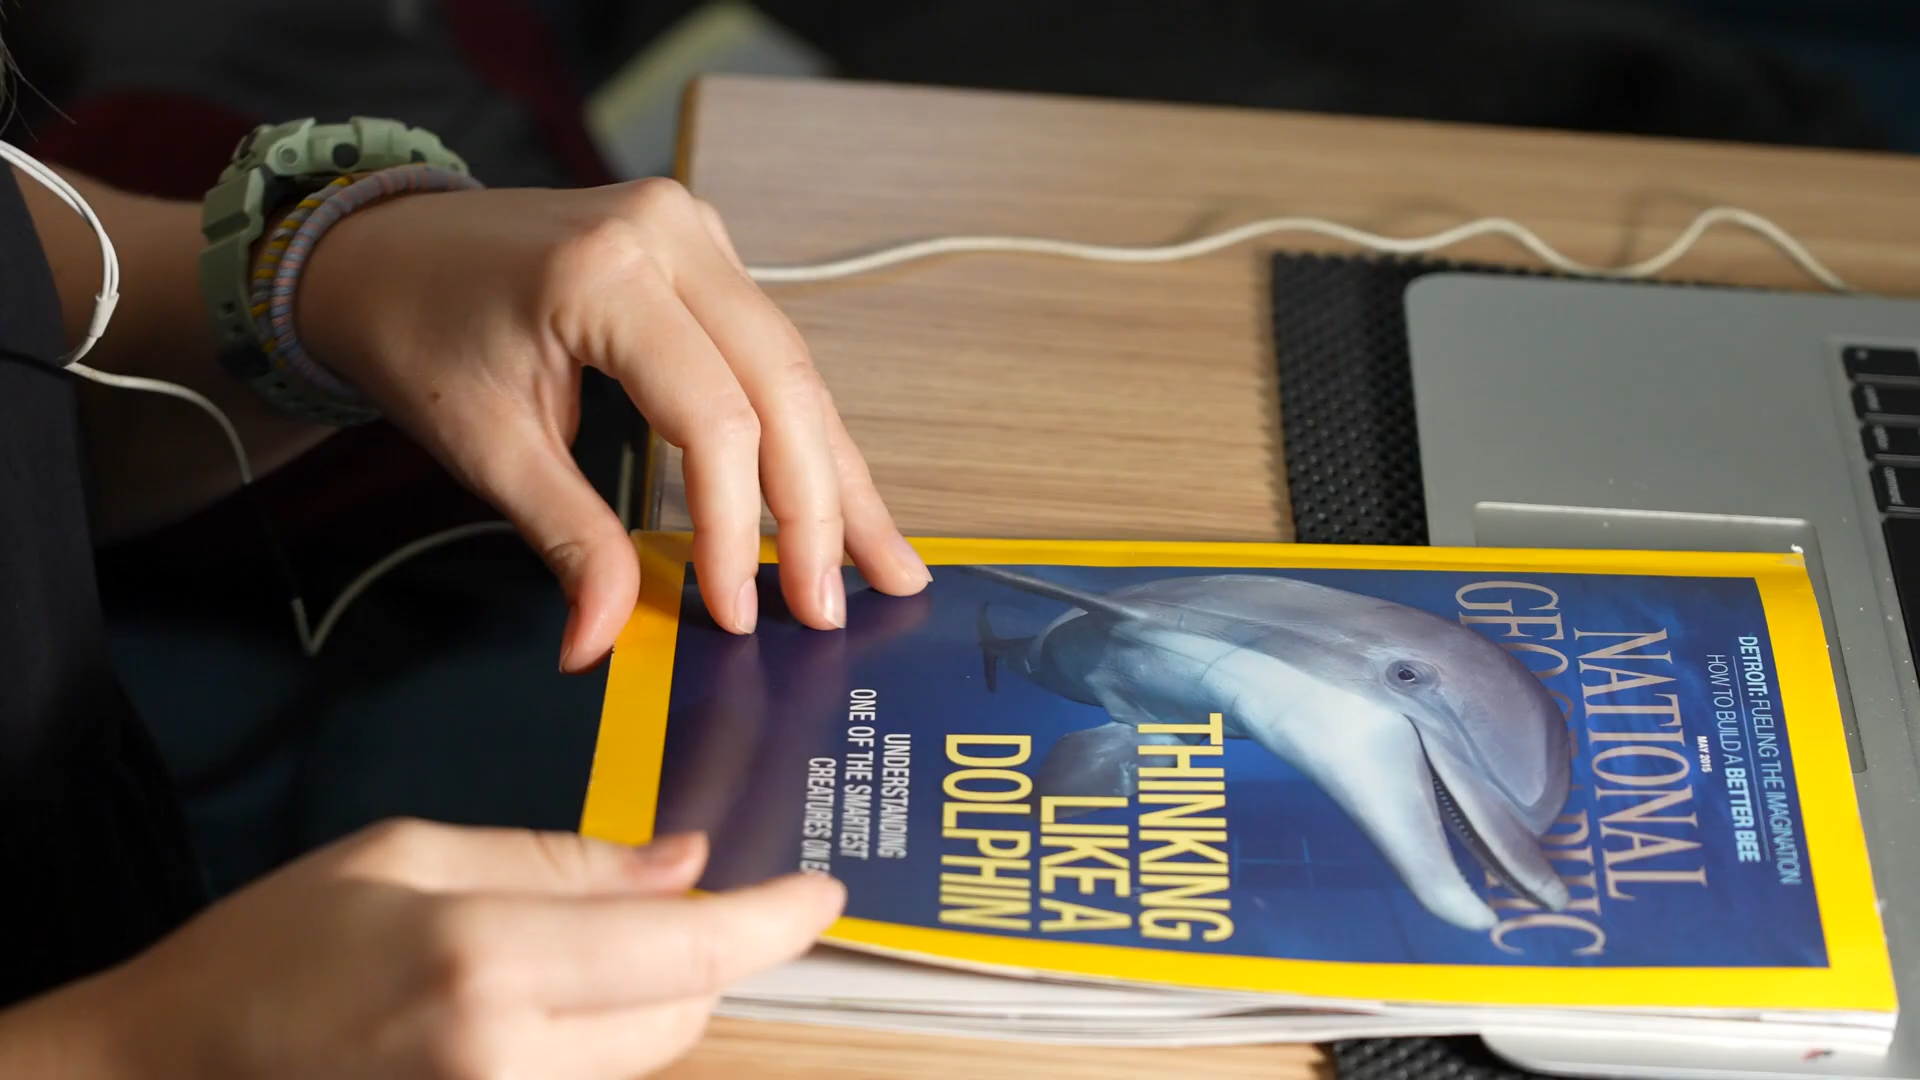 DETROIT: FUELING THE IMAGINATION
HOW TO BUILD A BETTER BEE
MAY 2015
NATIONAL
GEOGRAPHIC
THINKING
LIKE A
DOLPHIN
UNDERSTANDING
ONE OF THE SMARTEST
CREATURES ON